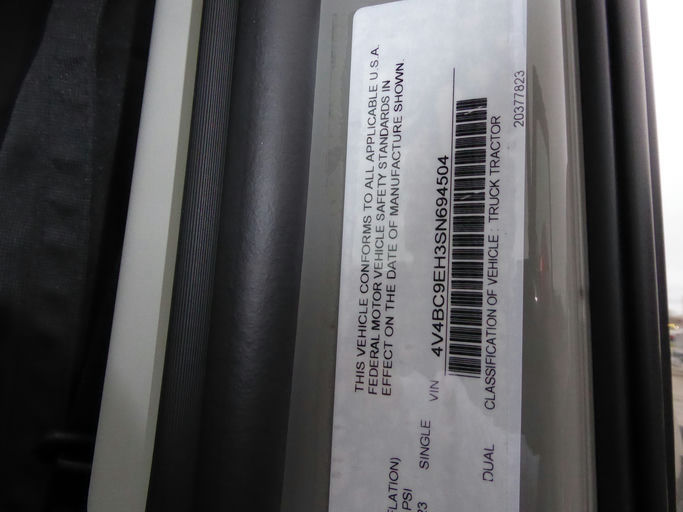 THIS VEHICLE CONFORMS TO ALL APPLICABLE U.S.A.
FEDERAL MOTOR VEHICLE SAFETY STANDARDS IN
EFFECT ON THE DATE OF MANUFACTURE SHOWN.
FLATION)
PSI
23
SINGLE
VIN 4V4BC9EH3SN694504
DUAL
CLASSIFICATION OF VEHICLE: TRUCK TRACTOR
20377823